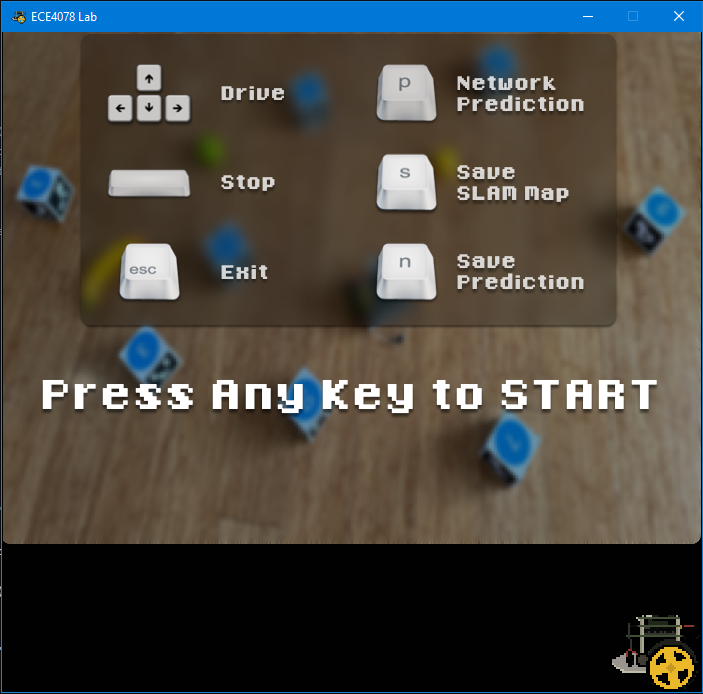 ECE4078 Lab
Drive
p
Network
Prediction
Stop
s
Save
SLAM Map
esc
Exit
n
Save
Prediction
Press Any Key to START